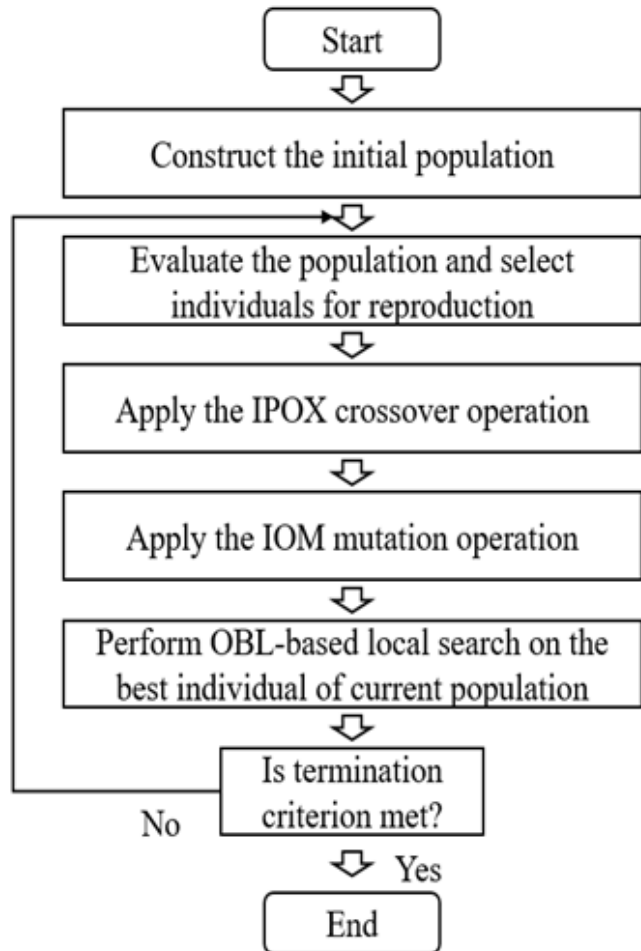 Start
Construct the initial population
Evaluate the population and select
individuals for reproduction
Apply the IPOX crossover operation
Apply the IOM mutation operation
Perform OBL-based local search on the
best individual of current population
Is termination
criterion met?
No
Yes
End